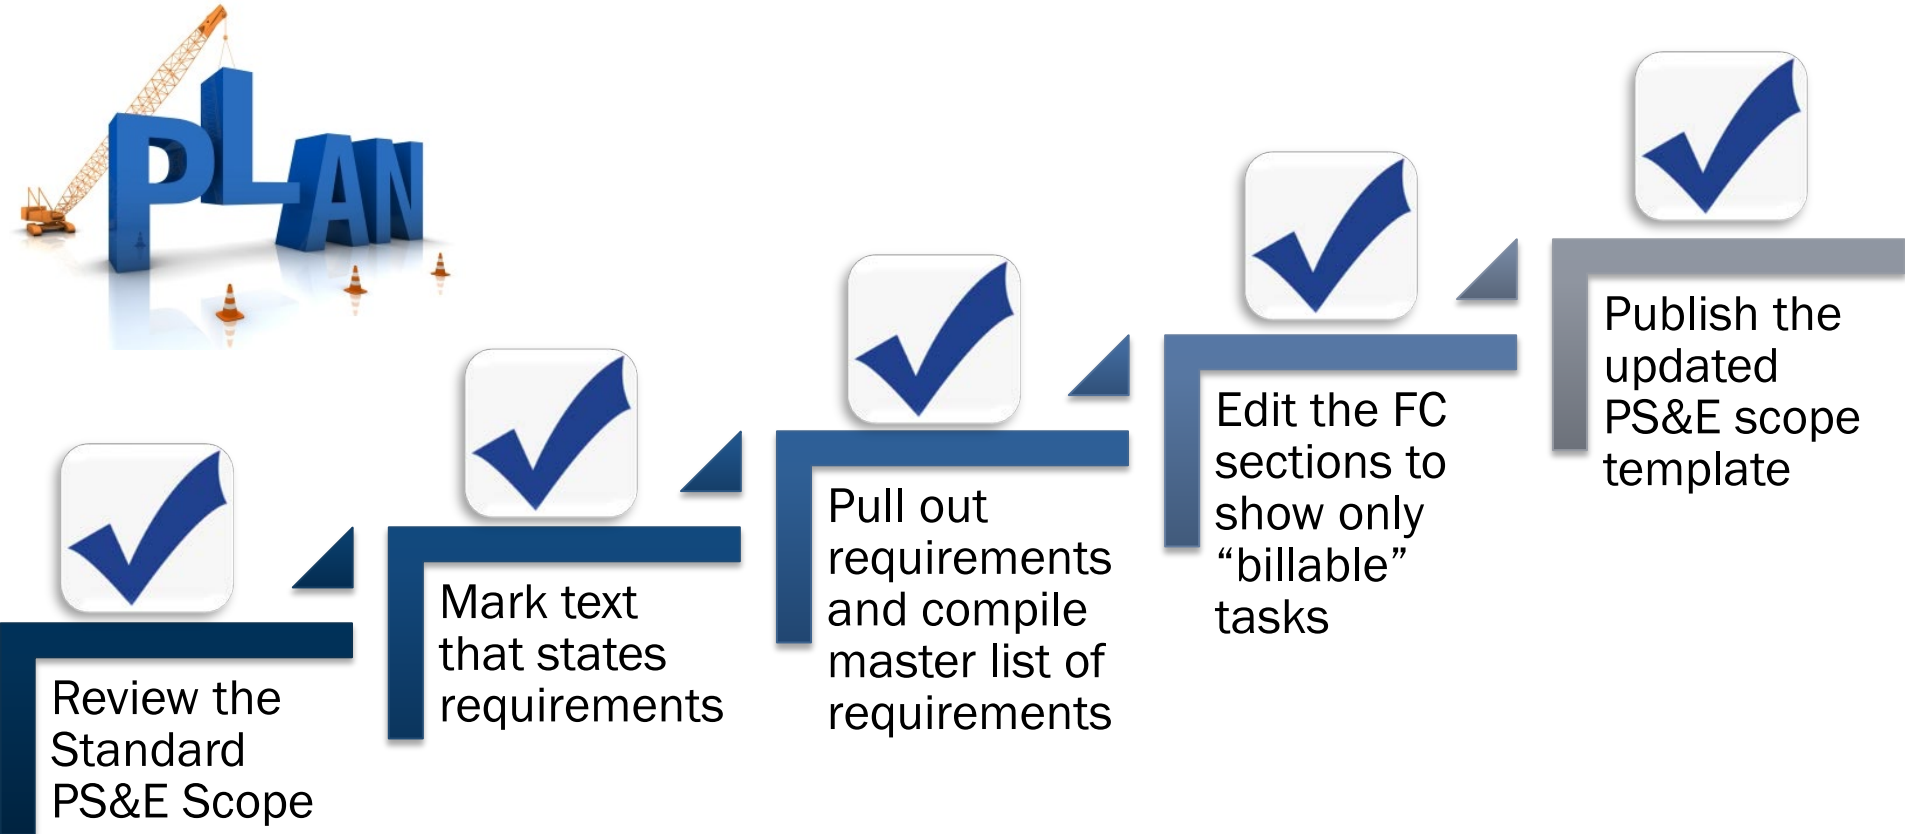 PLAN
Review the
Standard
PS&E Scope
Mark text
that states
requirements
Pull out
requirements
and compile
master list of
requirements
Edit the FC
sections to
show only
“billable”
tasks
Publish the
updated
PS&E scope
template